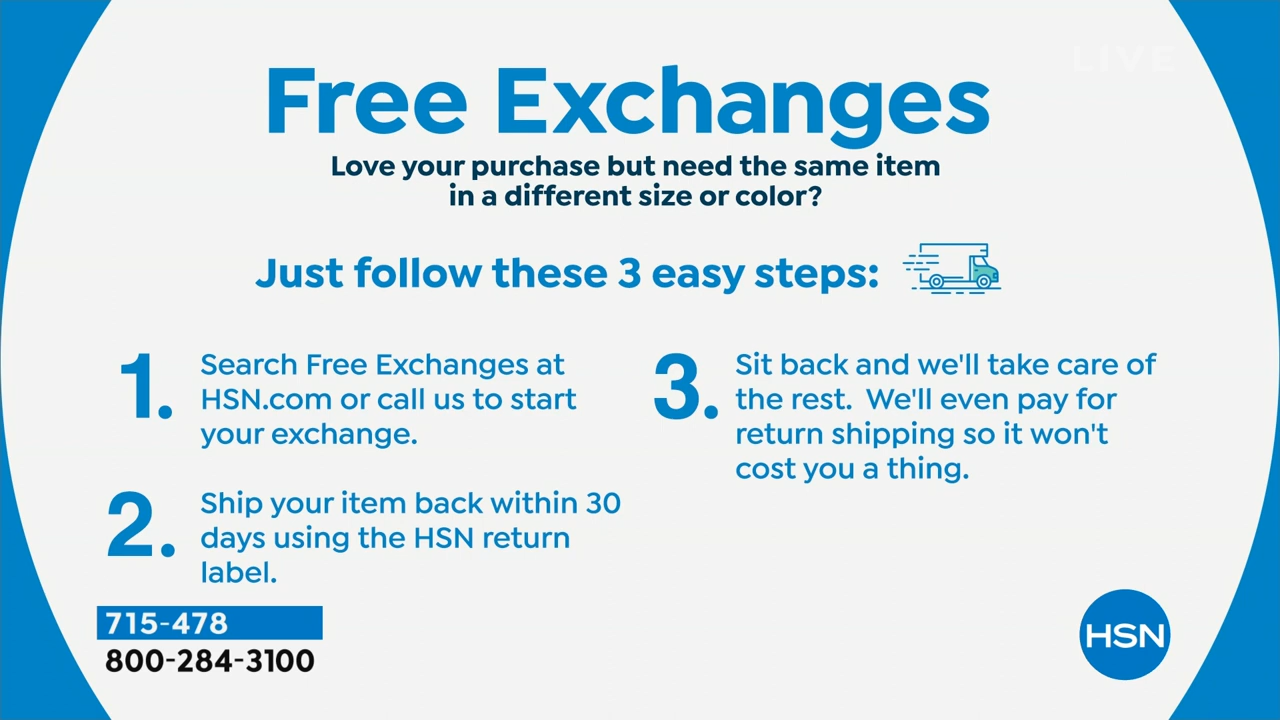 LIVE
Free Exchanges
Love your purchase but need the same item
in a different size or color?
Just follow these 3 easy steps:
1. Search Free Exchanges at
HSN.com or call us to start
your exchange.
2. Ship your item back within 30
days using the HSN return
label.
3. Sit back and we'll take care of
the rest.  We'll even pay for
return shipping so it won't
cost you a thing.
715-478
800-284-3100
HSN